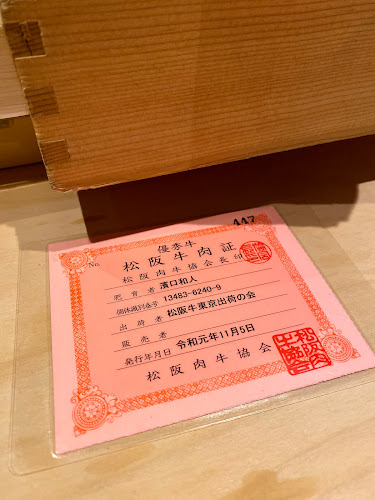 447
優秀牛
No.
松阪牛肉証
松阪肉牛協会長印
肥育者 濱口和人
個体識別番号 13483-6240-9
出荷者 松阪牛東京出荷の会
販売者
発行年月日 令和元年11月5日
松阪肉牛協会